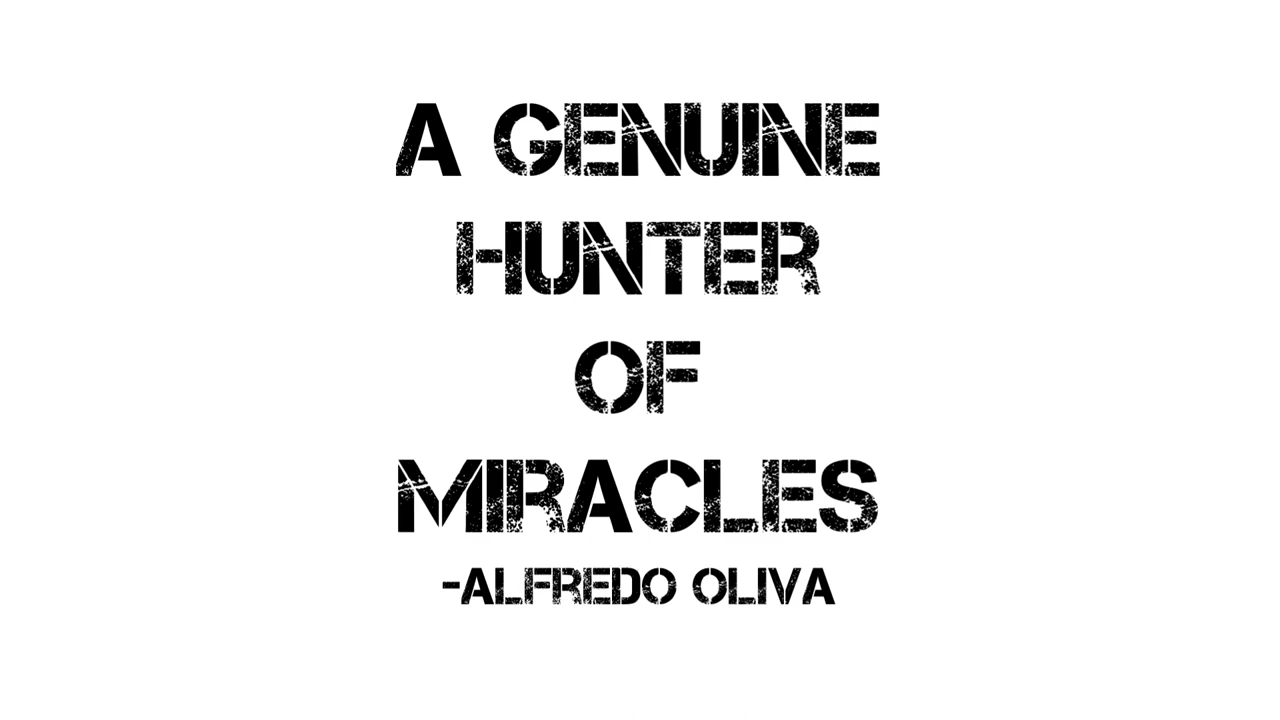 A GENUINE
HUNTER
OF
MIRACLES
-ALFREDO OLIVA